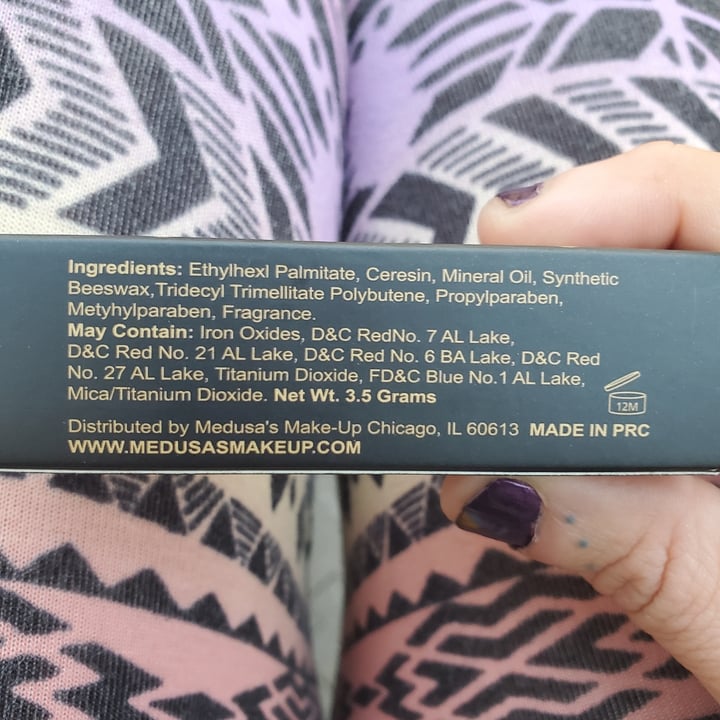 Ingredients: Ethylhexl Palmitate, Ceresin, Mineral Oil, Synthetic
Beeswax,Tridecyl Trimellitate Polybutene, Propylparaben,
Metyhylparaben, Fragrance.
May Contain: Iron Oxides, D&C RedNo. 7 AL Lake,
D&C Red No. 21 AL Lake, D&C Red No. 6 BA Lake, D&C Red
No. 27 AL Lake, Titanium Dioxide, FD&C Blue No.1 AL Lake,
Mica/Titanium Dioxide. Net Wt. 3.5 Grams
12M
Distributed by Medusa's Make-Up Chicago, IL 60613 MADE IN PRC
WWW.MEDUSASMAKEUP.COM